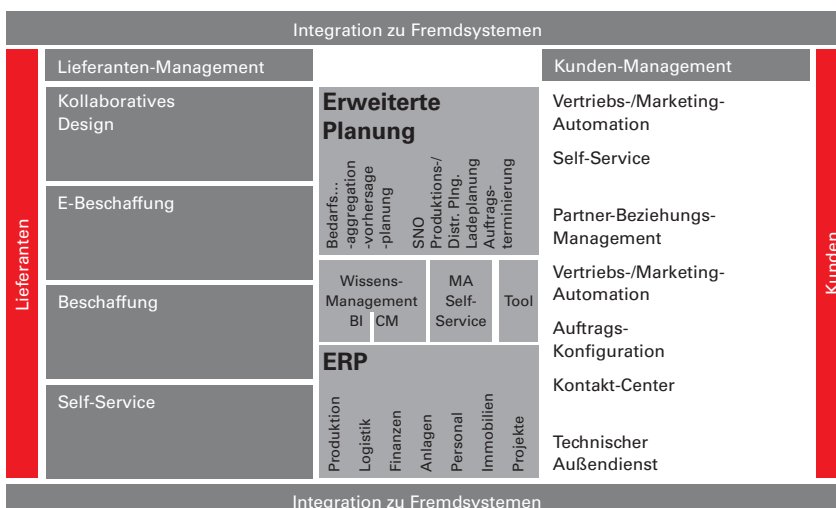 Integration zu Fremdsystemen
Lieferanten
Lieferanten-Management
Kollaboratives
Design
E-Beschaffung
Beschaffung
Self-Service
Erweiterte
Planung
Bedarfs...
-aggregation
-vorhersage
-planung
SNO
Produktions-/
Distr. Plng.
Ladeplanung
Auftrags-
terminierung
Wissens-
Management
BI CM
MA
Self-
Service
Tool
ERP
Produktion
Logistik
Finanzen
Anlagen
Personal
Immobilien
Projekte
Kunden-Management
Vertriebs-/Marketing-
Automation
Self-Service
Partner-Beziehungs-
Management
Vertriebs-/Marketing-
Automation
Auftrags-
Konfiguration
Kontakt-Center
Technischer
Außendienst
Kunden
Integration zu Fremdsystemen